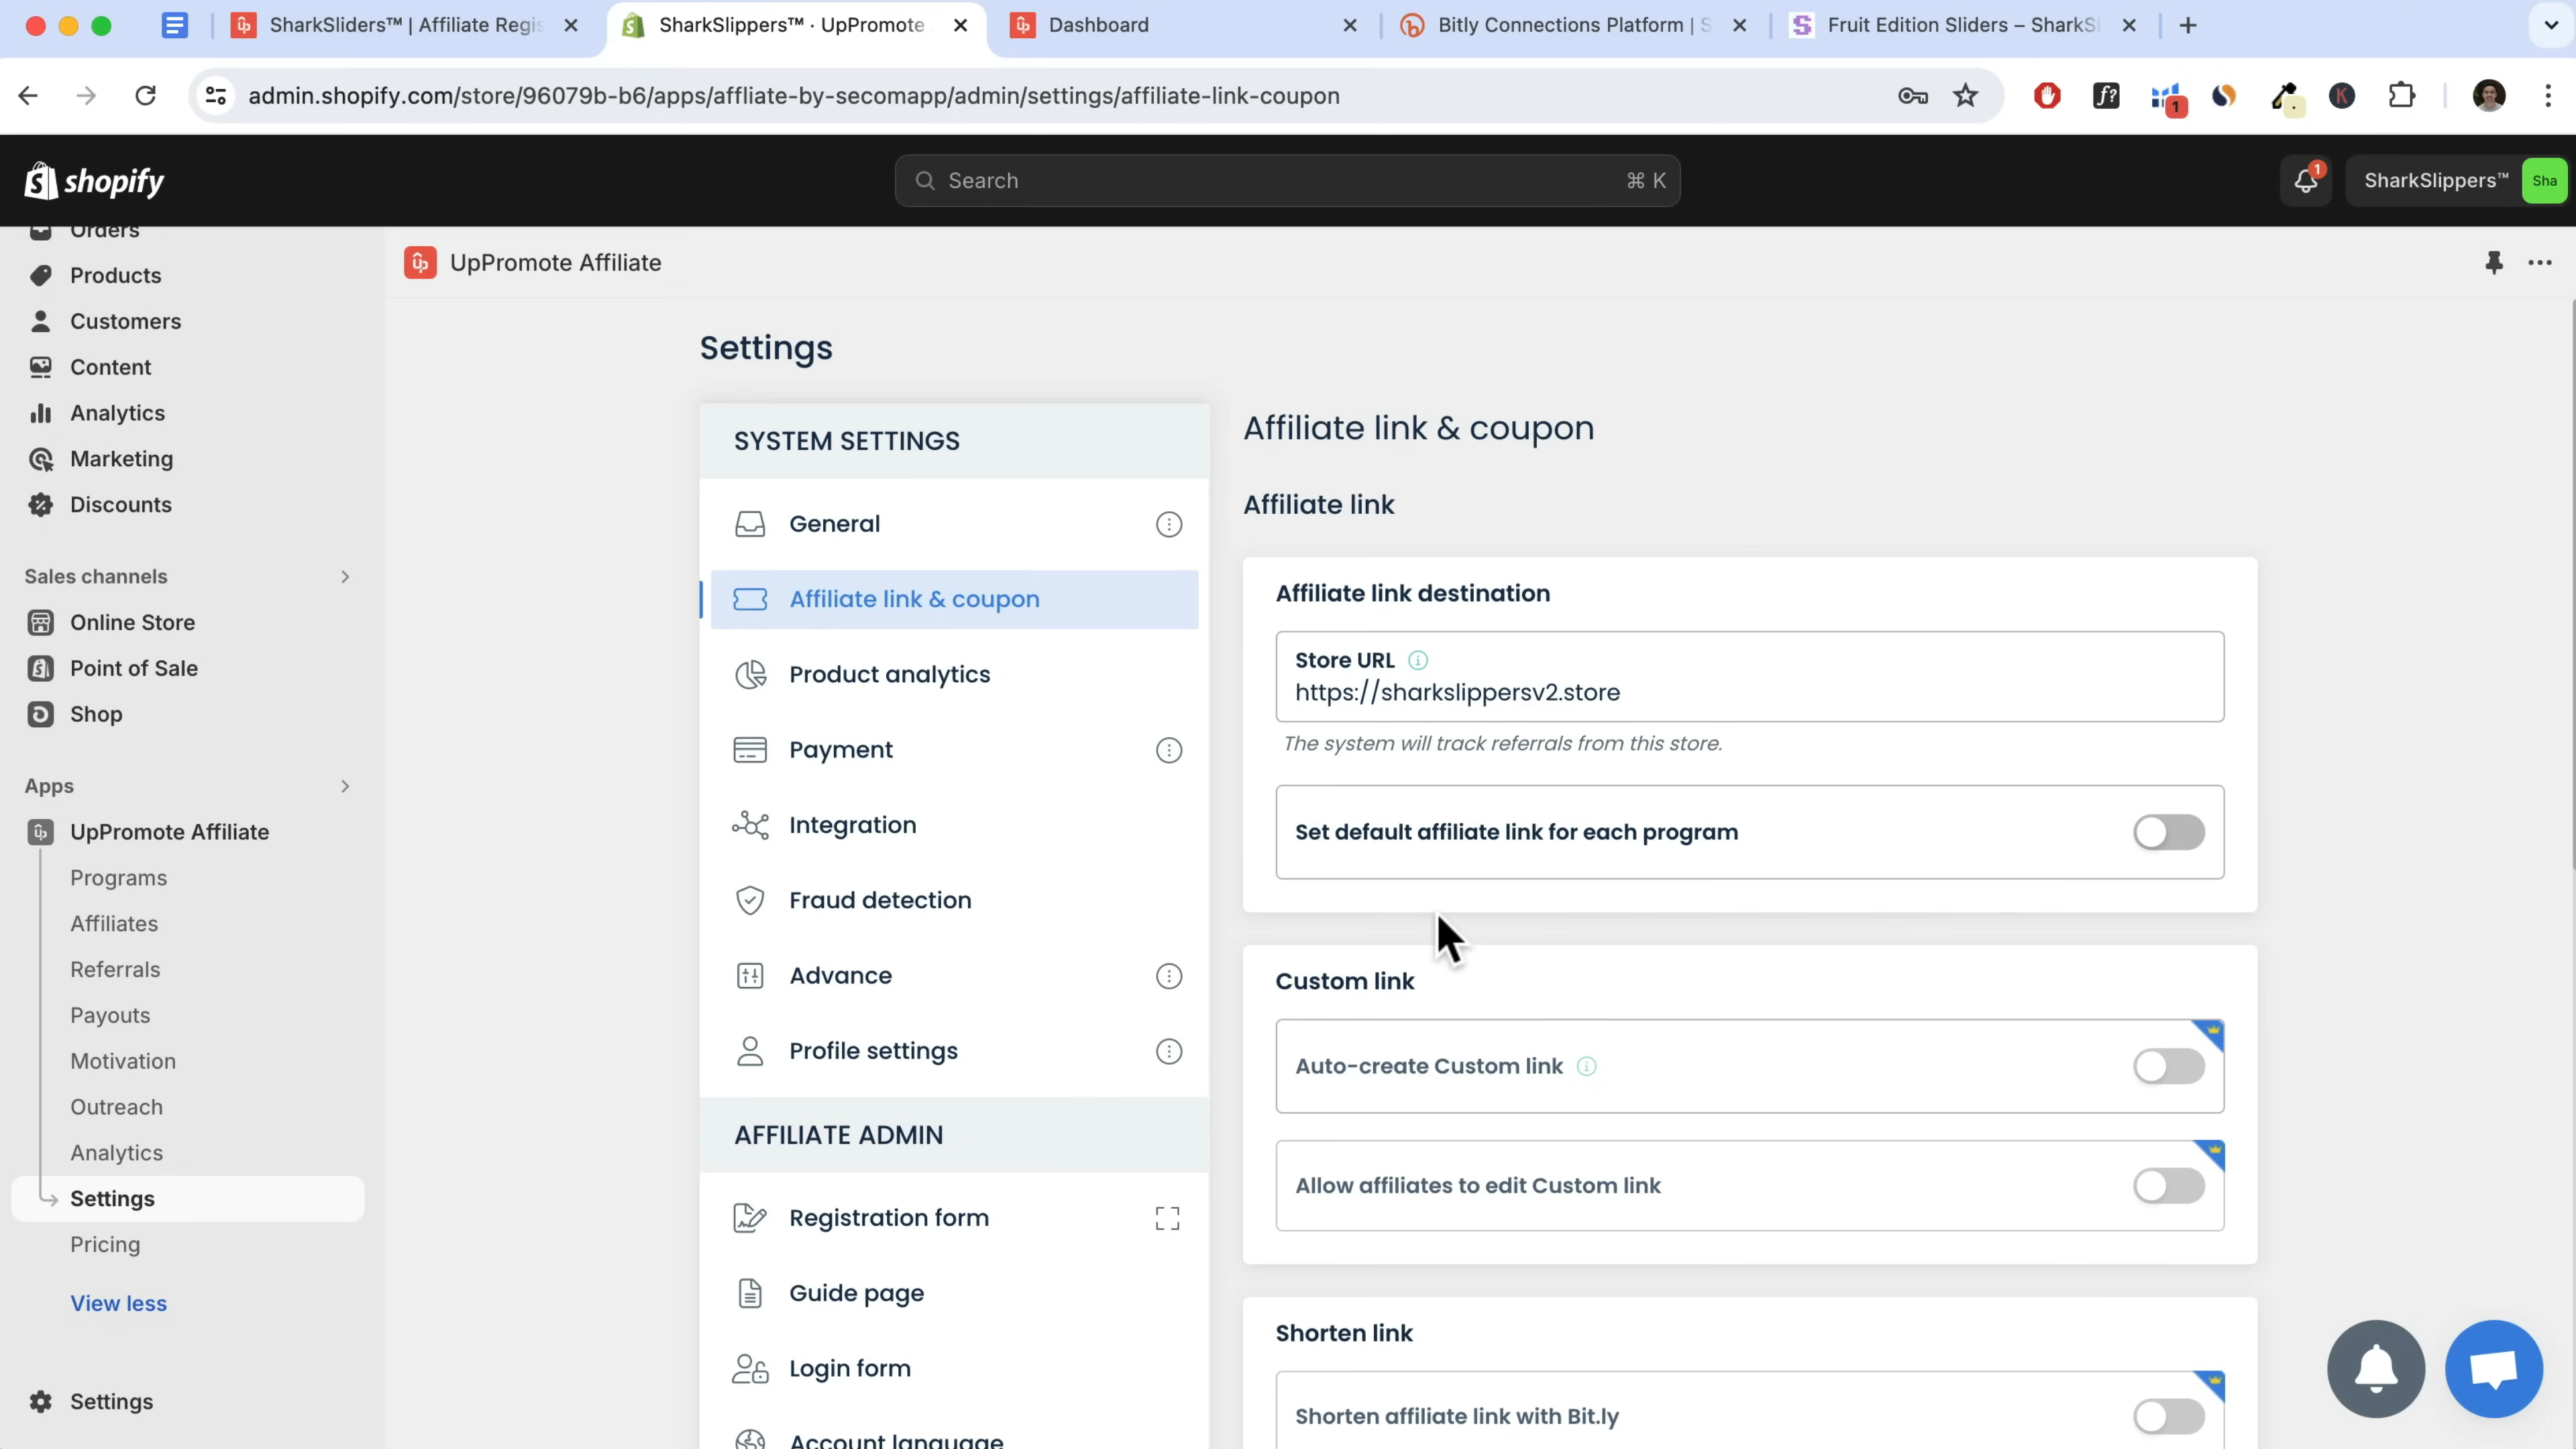 SharkSliders™ | Affiliate Regis
SharkSlippers™ · UpPromote
Dashboard
Bitly Connections Platform | S
Fruit Edition Sliders – SharkSl
admin.shopify.com/store/96079b-b6/apps/affliate-by-secomapp/admin/settings/affiliate-link-coupon
shopify
Search
⌘ K
1
SharkSlippers™
Sha
Orders
Products
Customers
Content
Analytics
Marketing
Discounts
Sales channels
Online Store
Point of Sale
Shop
Apps
UpPromote Affiliate
Programs
Affiliates
Referrals
Payouts
Motivation
Outreach
Analytics
Settings
Pricing
View less
Settings
UpPromote Affiliate
Settings
SYSTEM SETTINGS
General
Affiliate link & coupon
Product analytics
Payment
Integration
Fraud detection
Advance
Profile settings
AFFILIATE ADMIN
Registration form
Guide page
Login form
Account language
Affiliate link & coupon
Affiliate link
Affiliate link destination
Store URL
https://sharkslippersv2.store
The system will track referrals from this store.
Set default affiliate link for each program
Custom link
Auto-create Custom link
Allow affiliates to edit Custom link
Shorten link
Shorten affiliate link with Bit.ly